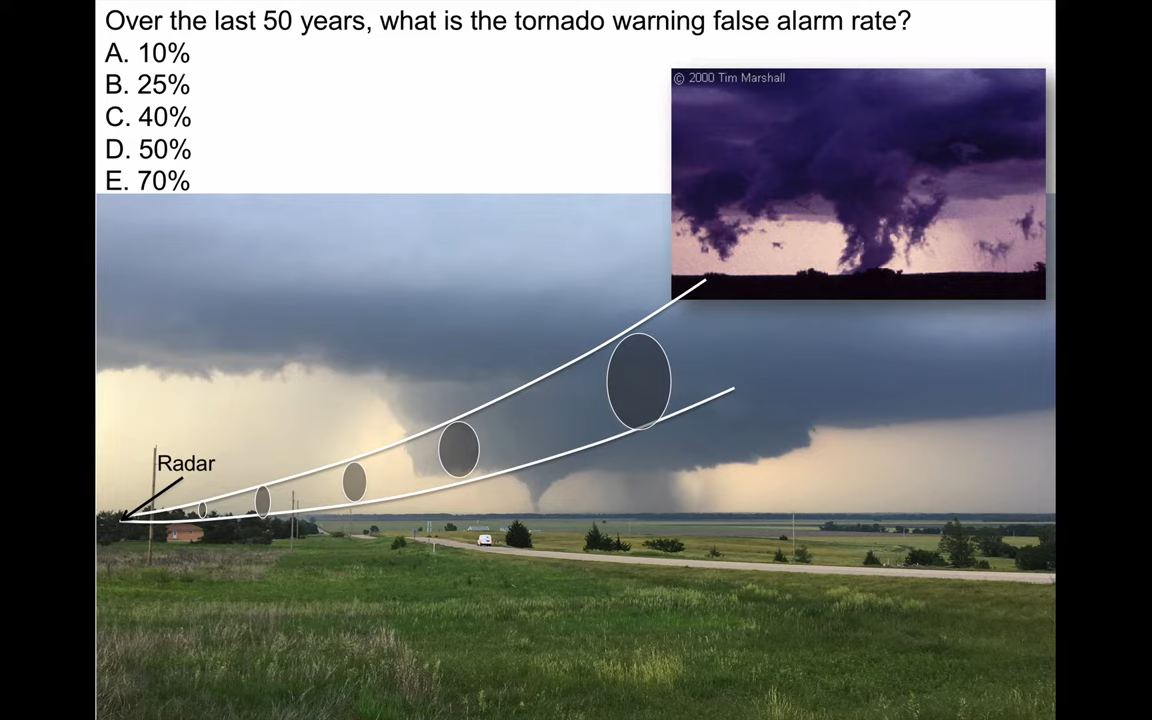 Over the last 50 years, what is the tornado warning false alarm rate?
A. 10%
B. 25%
C. 40%
D. 50%
E. 70%
© 2000 Tim Marshall
Radar